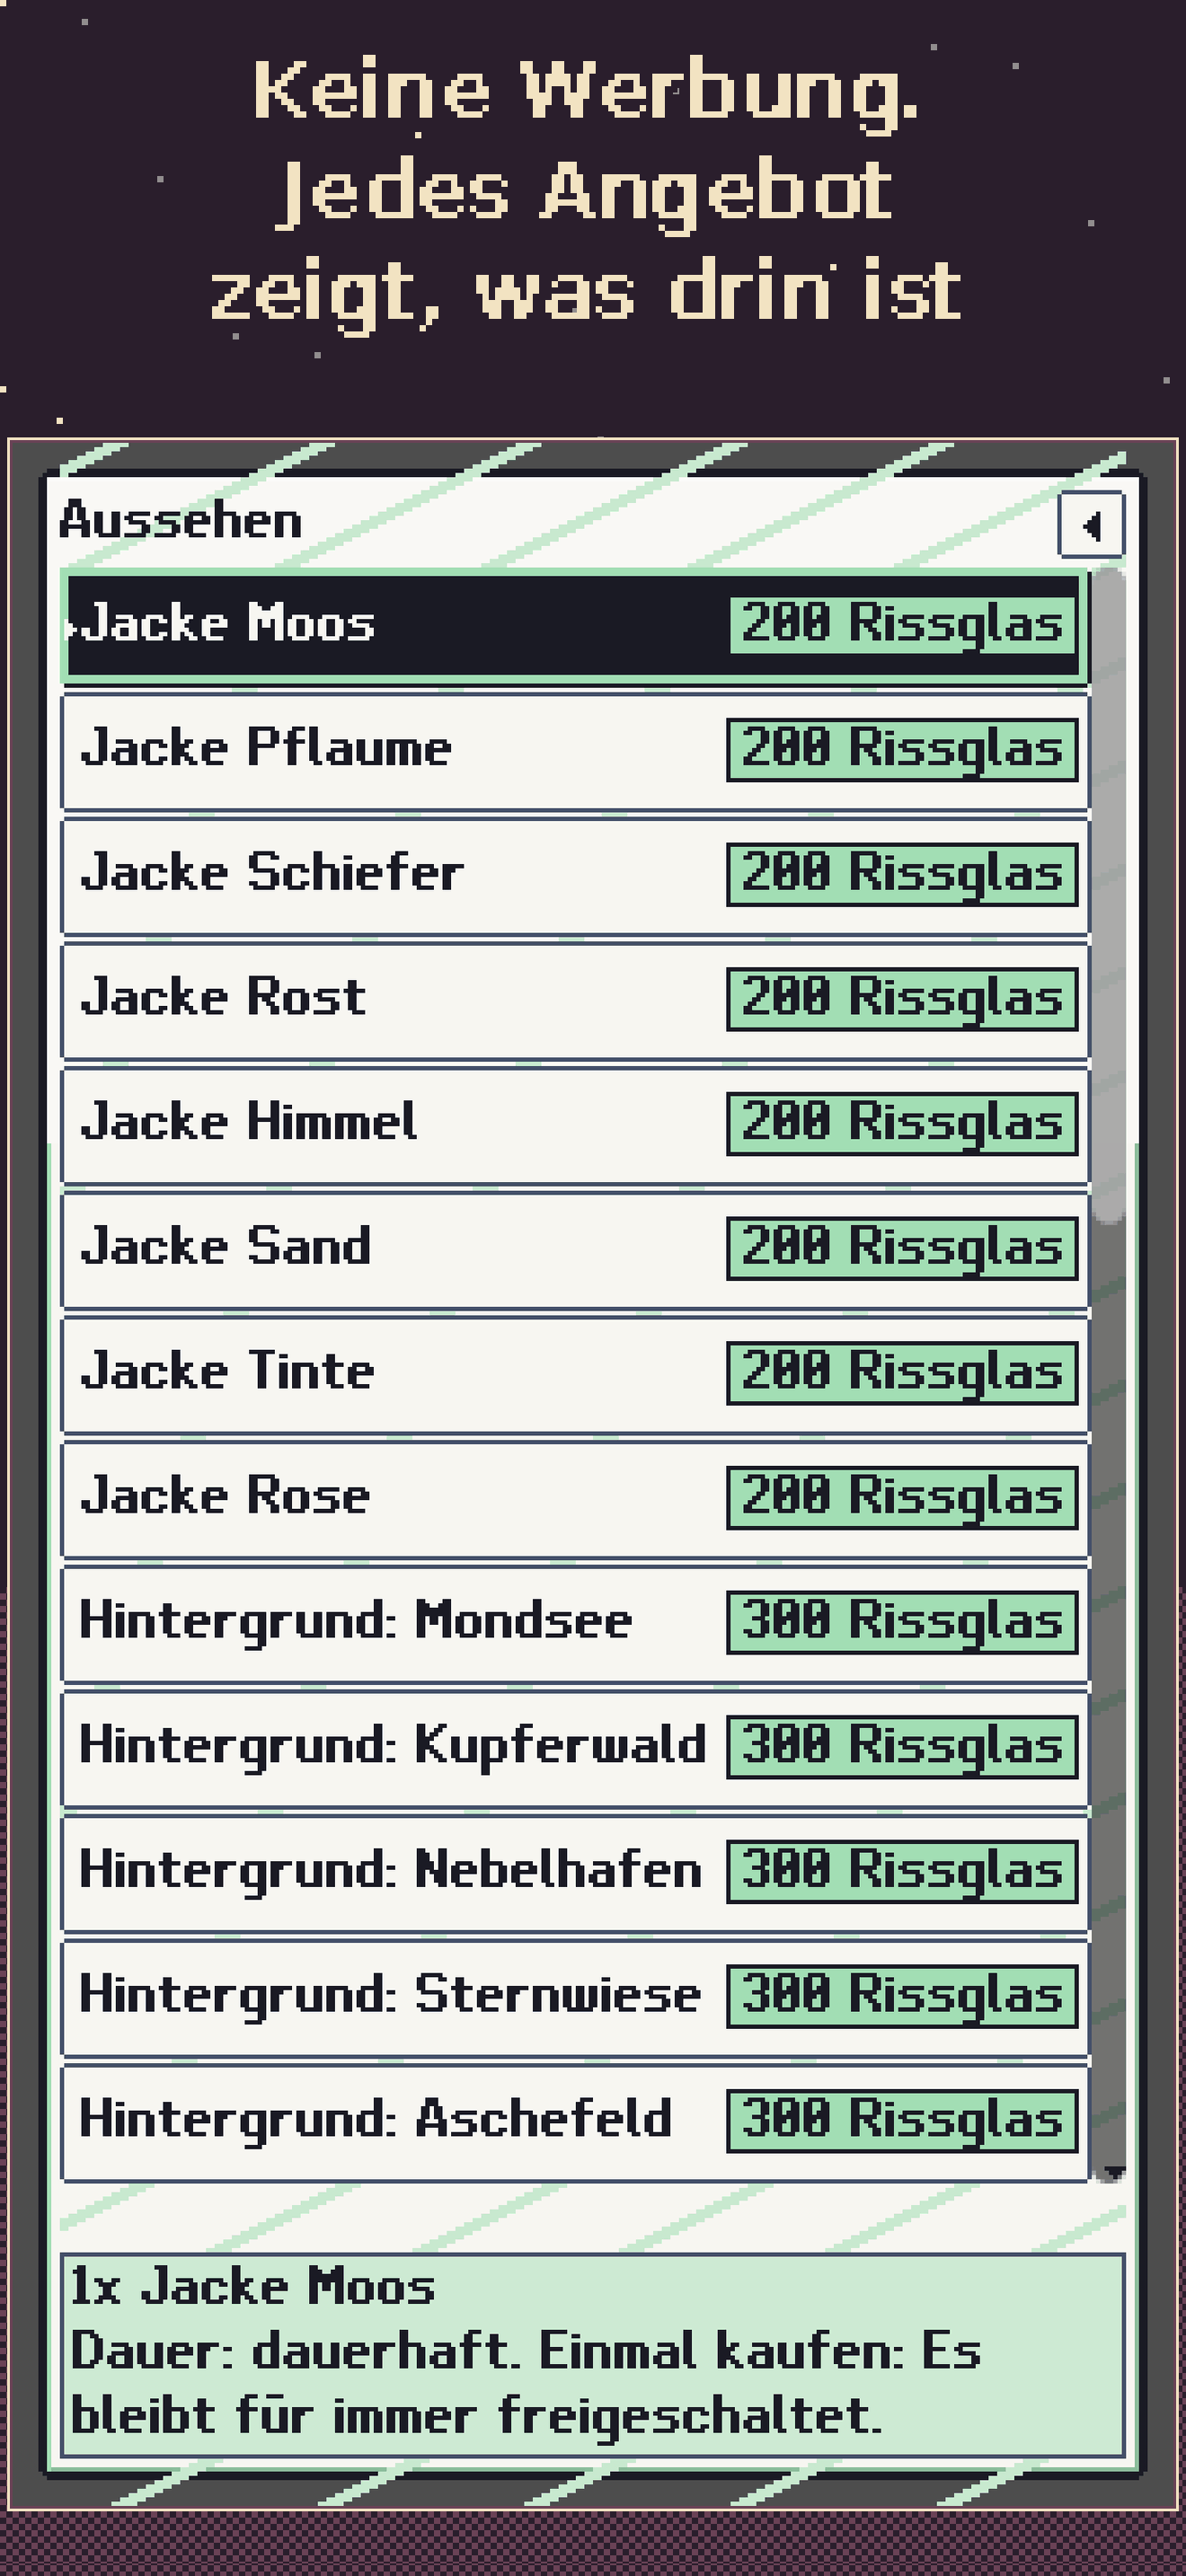 Keine Werbung.
Jedes Angebot
zeigt, was drin ist
Aussehen
Jacke Moos 200 Rissglas
Jacke Pflaume 200 Rissglas
Jacke Schiefer 200 Rissglas
Jacke Rost 200 Rissglas
Jacke Himmel 200 Rissglas
Jacke Sand 200 Rissglas
Jacke Tinte 200 Rissglas
Jacke Rose 200 Rissglas
Hintergrund: Mondsee 300 Rissglas
Hintergrund: Kupferwald 300 Rissglas
Hintergrund: Nebelhafen 300 Rissglas
Hintergrund: Sternwiese 300 Rissglas
Hintergrund: Aschefeld 300 Rissglas
1x Jacke Moos
Dauer: dauerhaft. Einmal kaufen: Es
bleibt für immer freigeschaltet.